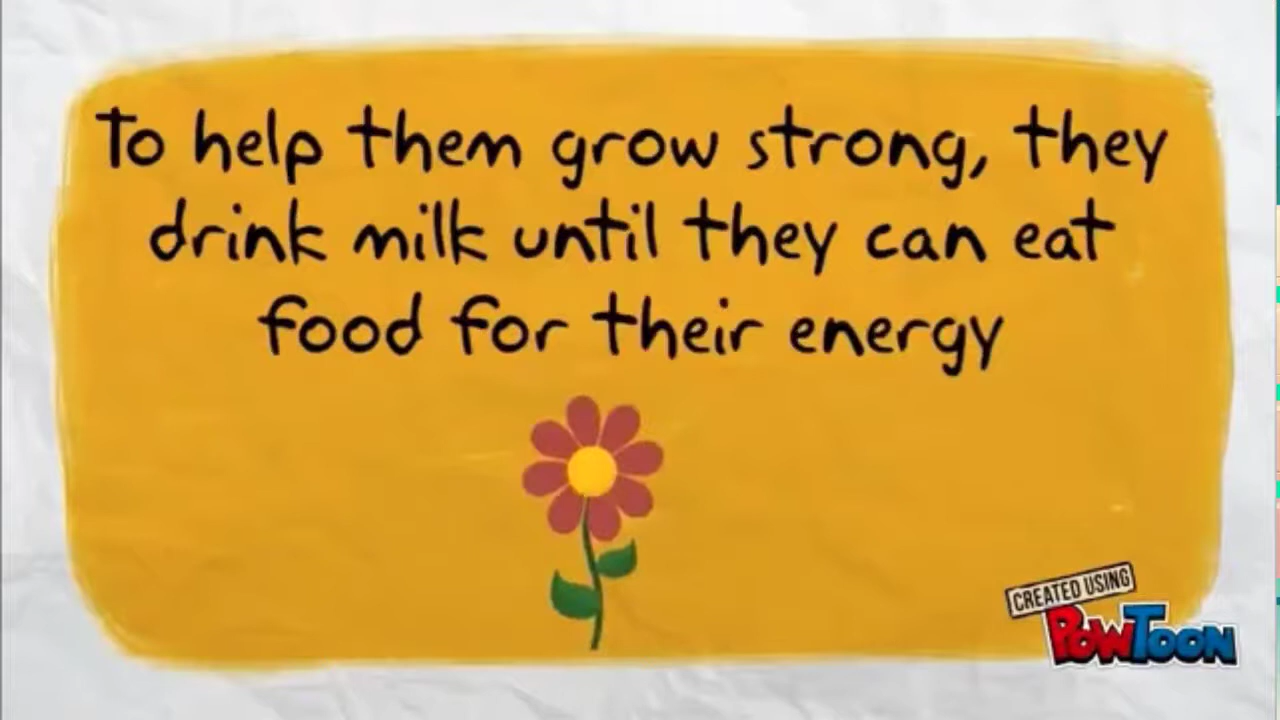 To help them grow strong, they
drink milk until they can eat
food for their energy
CREATED USING
POWTOON